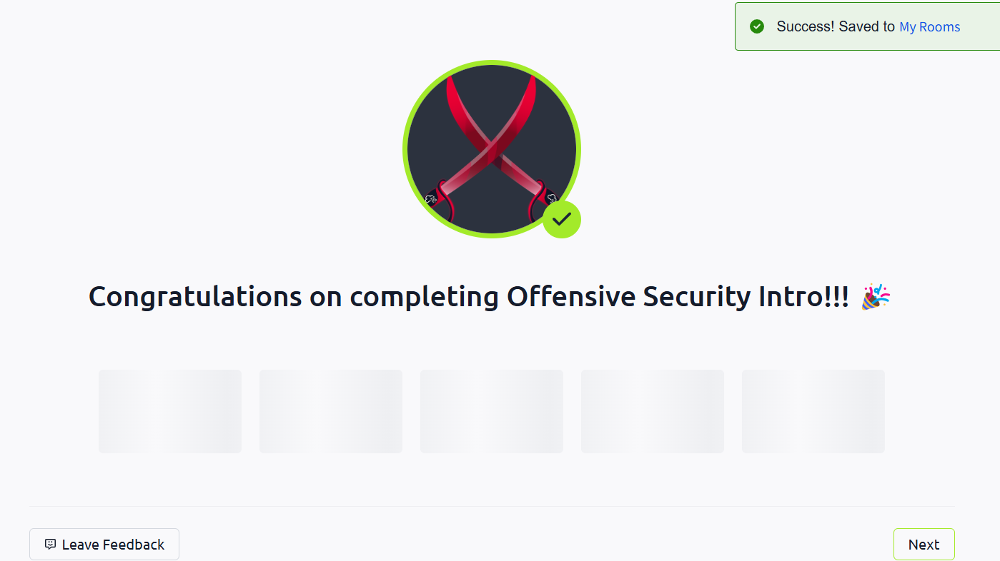 Success! Saved to My Rooms
Congratulations on completing Offensive Security Intro!!! 🎉
Leave Feedback
Next